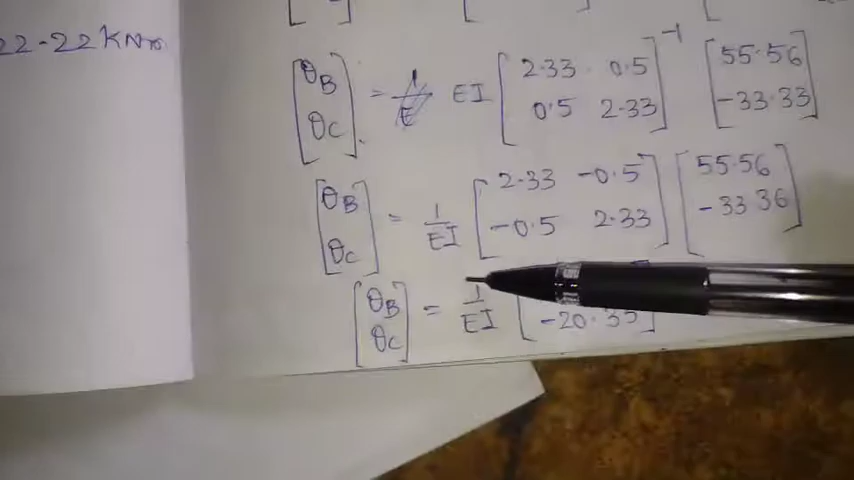 22.22 KNm
[θB θC] = EI [2.33 0.5 0.5 2.33]^-1 [55.56 -33.33]
[θB θC] = 1/EI [2.33 -0.5 -0.5 2.33] [55.56 -33.36]
[θB θC] = 1/EI [-20.35]